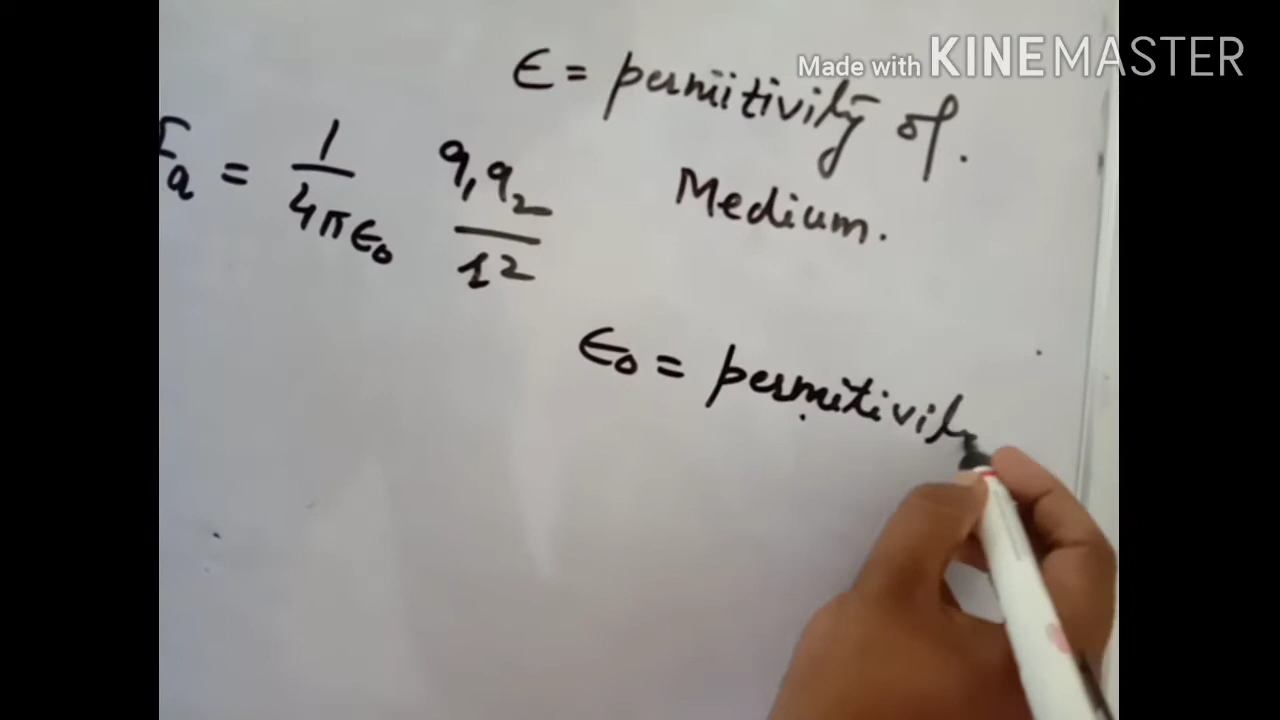 Made with KINEMASTER
ϵ = permitivity of.
Medium.
Fa = 1/4πϵ₀ q₁q₂/r²
ϵ₀ = permitivity